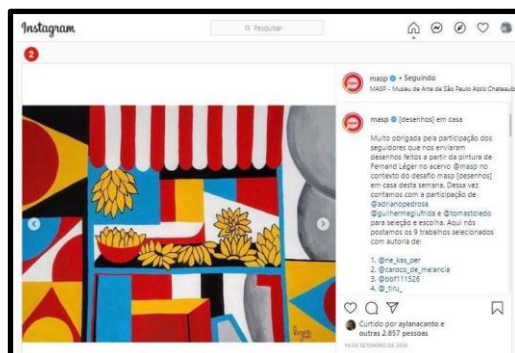 Instagram
Pesquisar
2
masp • Seguindo
MASP - Museu de Arte de São Paulo Assis Chateaub
masp [desenhos] em casa
Muito obrigada pela participação dos
seguidores que nos enviaram
desenhos feitos a partir da pintura de
Fernand Léger no acervo @masp no
contexto do desafio masp [desenhos]
em casa desta semana. Dessa vez
contamos com a participação de
@adrianopedrosa
@guilhermegiufrida e @tomastoledo
para seleção e escolha. Aqui nós
postamos os 9 trabalhos selecionados
com autoria de:
1. @ne_kas_per
2. @caroco_de_melancia
3. @bbf111526
4. @_tiru_
Curtido por aylanacanto e
outras 2.857 pessoas
14 DE SETEMBRO DE 2020